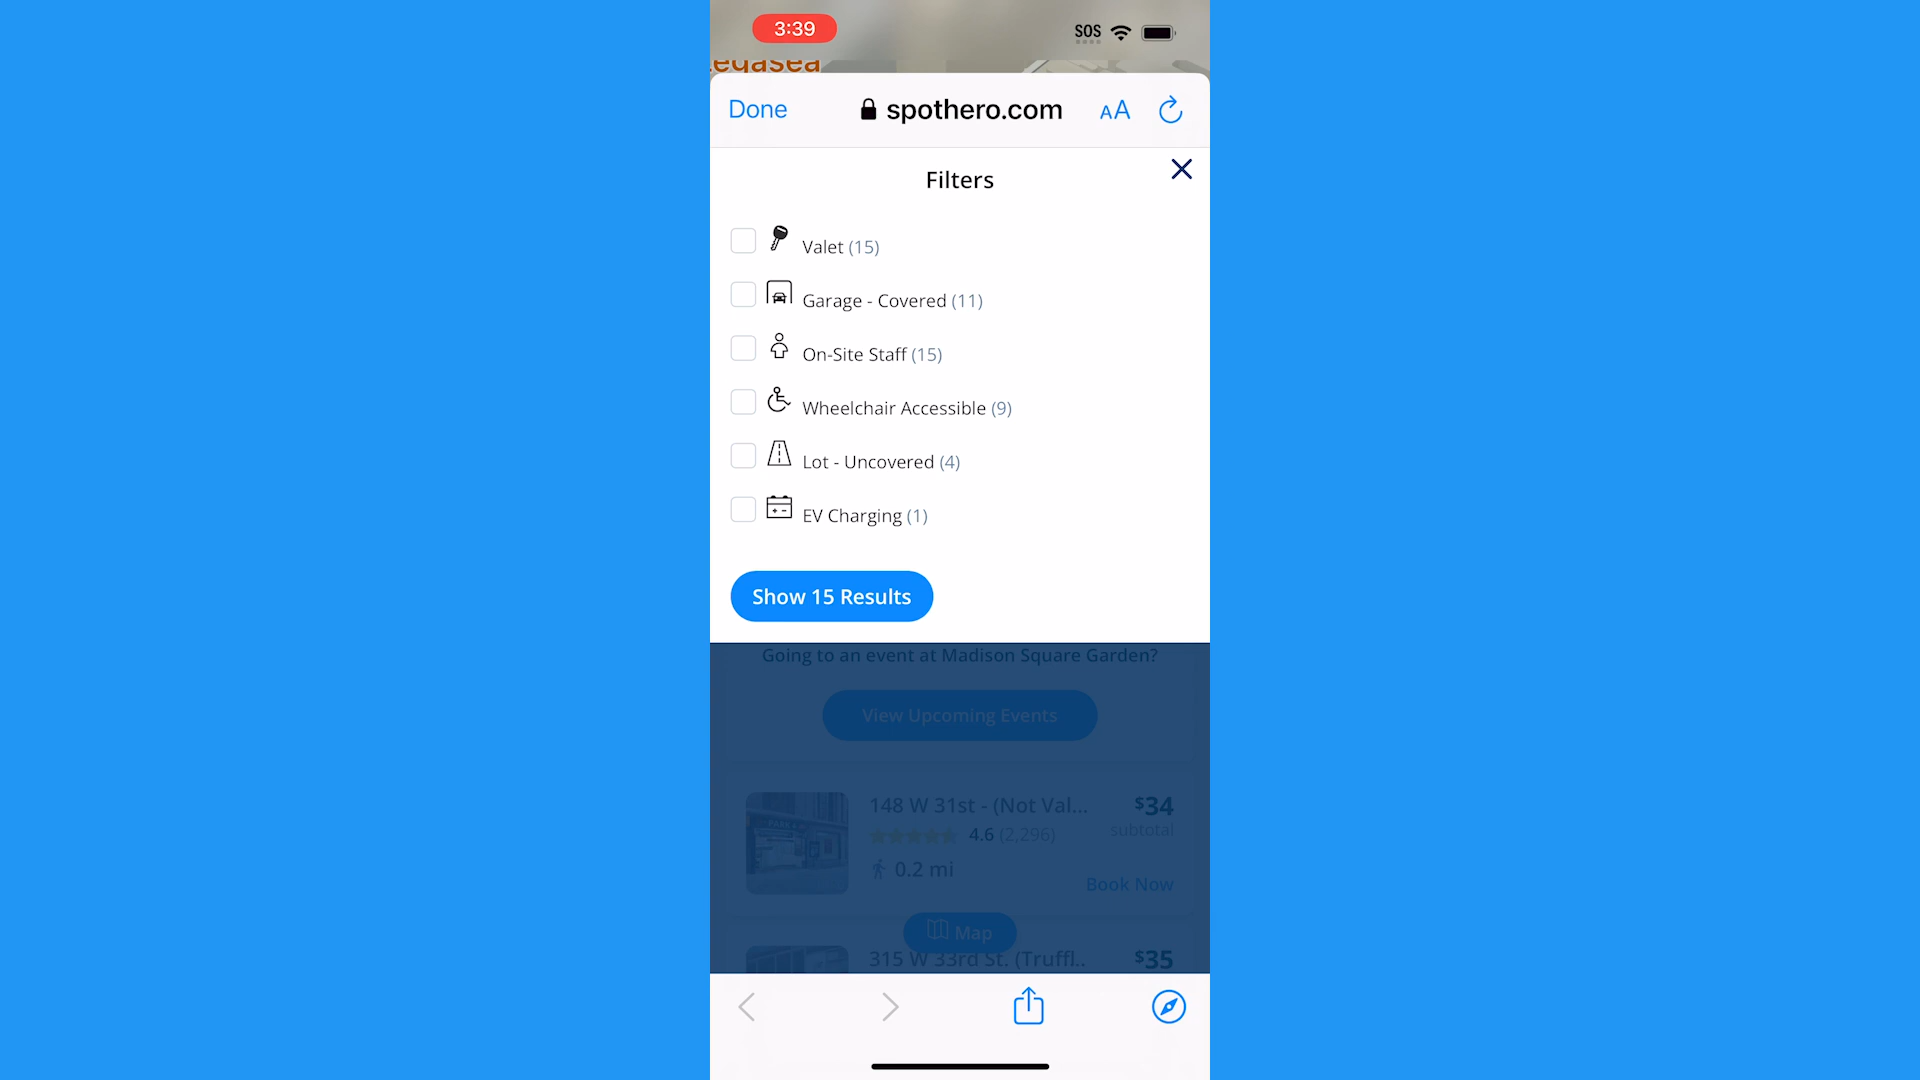 3:39
SOS
Done
spothero.com
AA
Filters
Valet (15)
Garage - Covered (11)
On-Site Staff (15)
Wheelchair Accessible (9)
Lot - Uncovered (4)
EV Charging (1)
Show 15 Results
Going to an event at Madison Square Garden?
View Upcoming Events
148 W 31st - (Not Val...
$34
4.6 (2,296)
subtotal
0.2 mi
Book Now
Map
315 W 33rd St. (Truffl..
$35